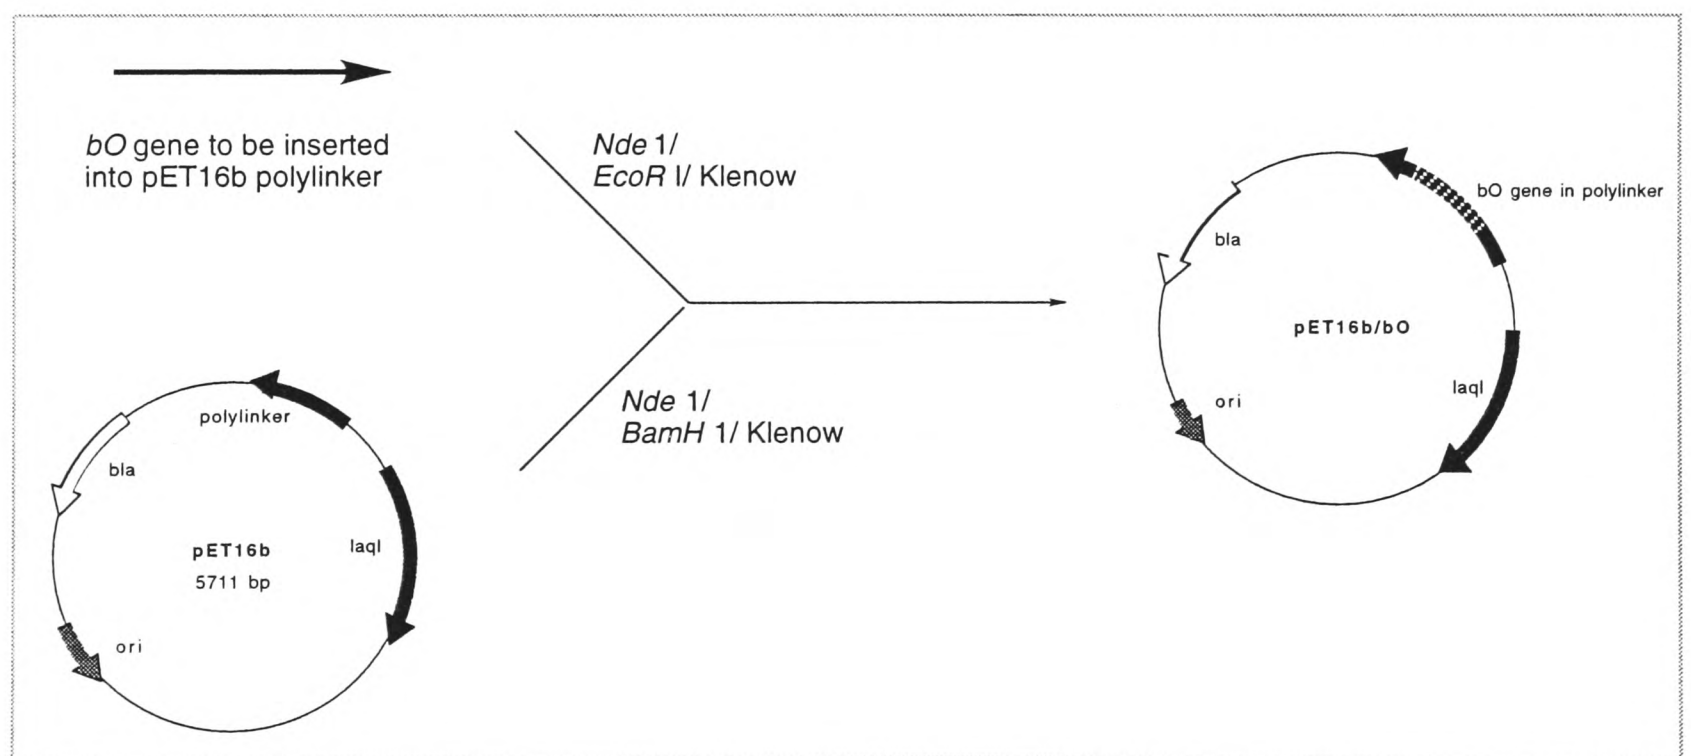 bO gene to be inserted
into pET16b polylinker
Nde 1/
EcoR I/ Klenow
Nde 1/
BamH 1/ Klenow
polylinker
bla
pET16b
5711 bp
laqI
ori
bO gene in polylinker
bla
pET16b/bO
laqI
ori